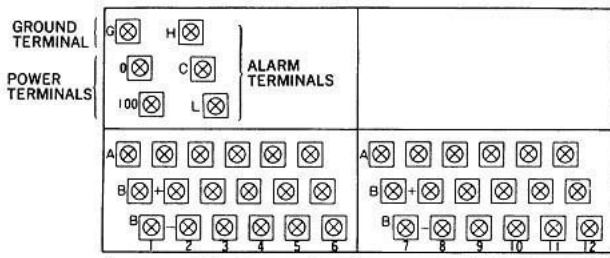 GROUND TERMINAL
G H
POWER TERMINALS
0 C
ALARM TERMINALS
100 L
A A
B + B +
B - B -
1 2 3 4 5 6 7 8 9 10 11 12